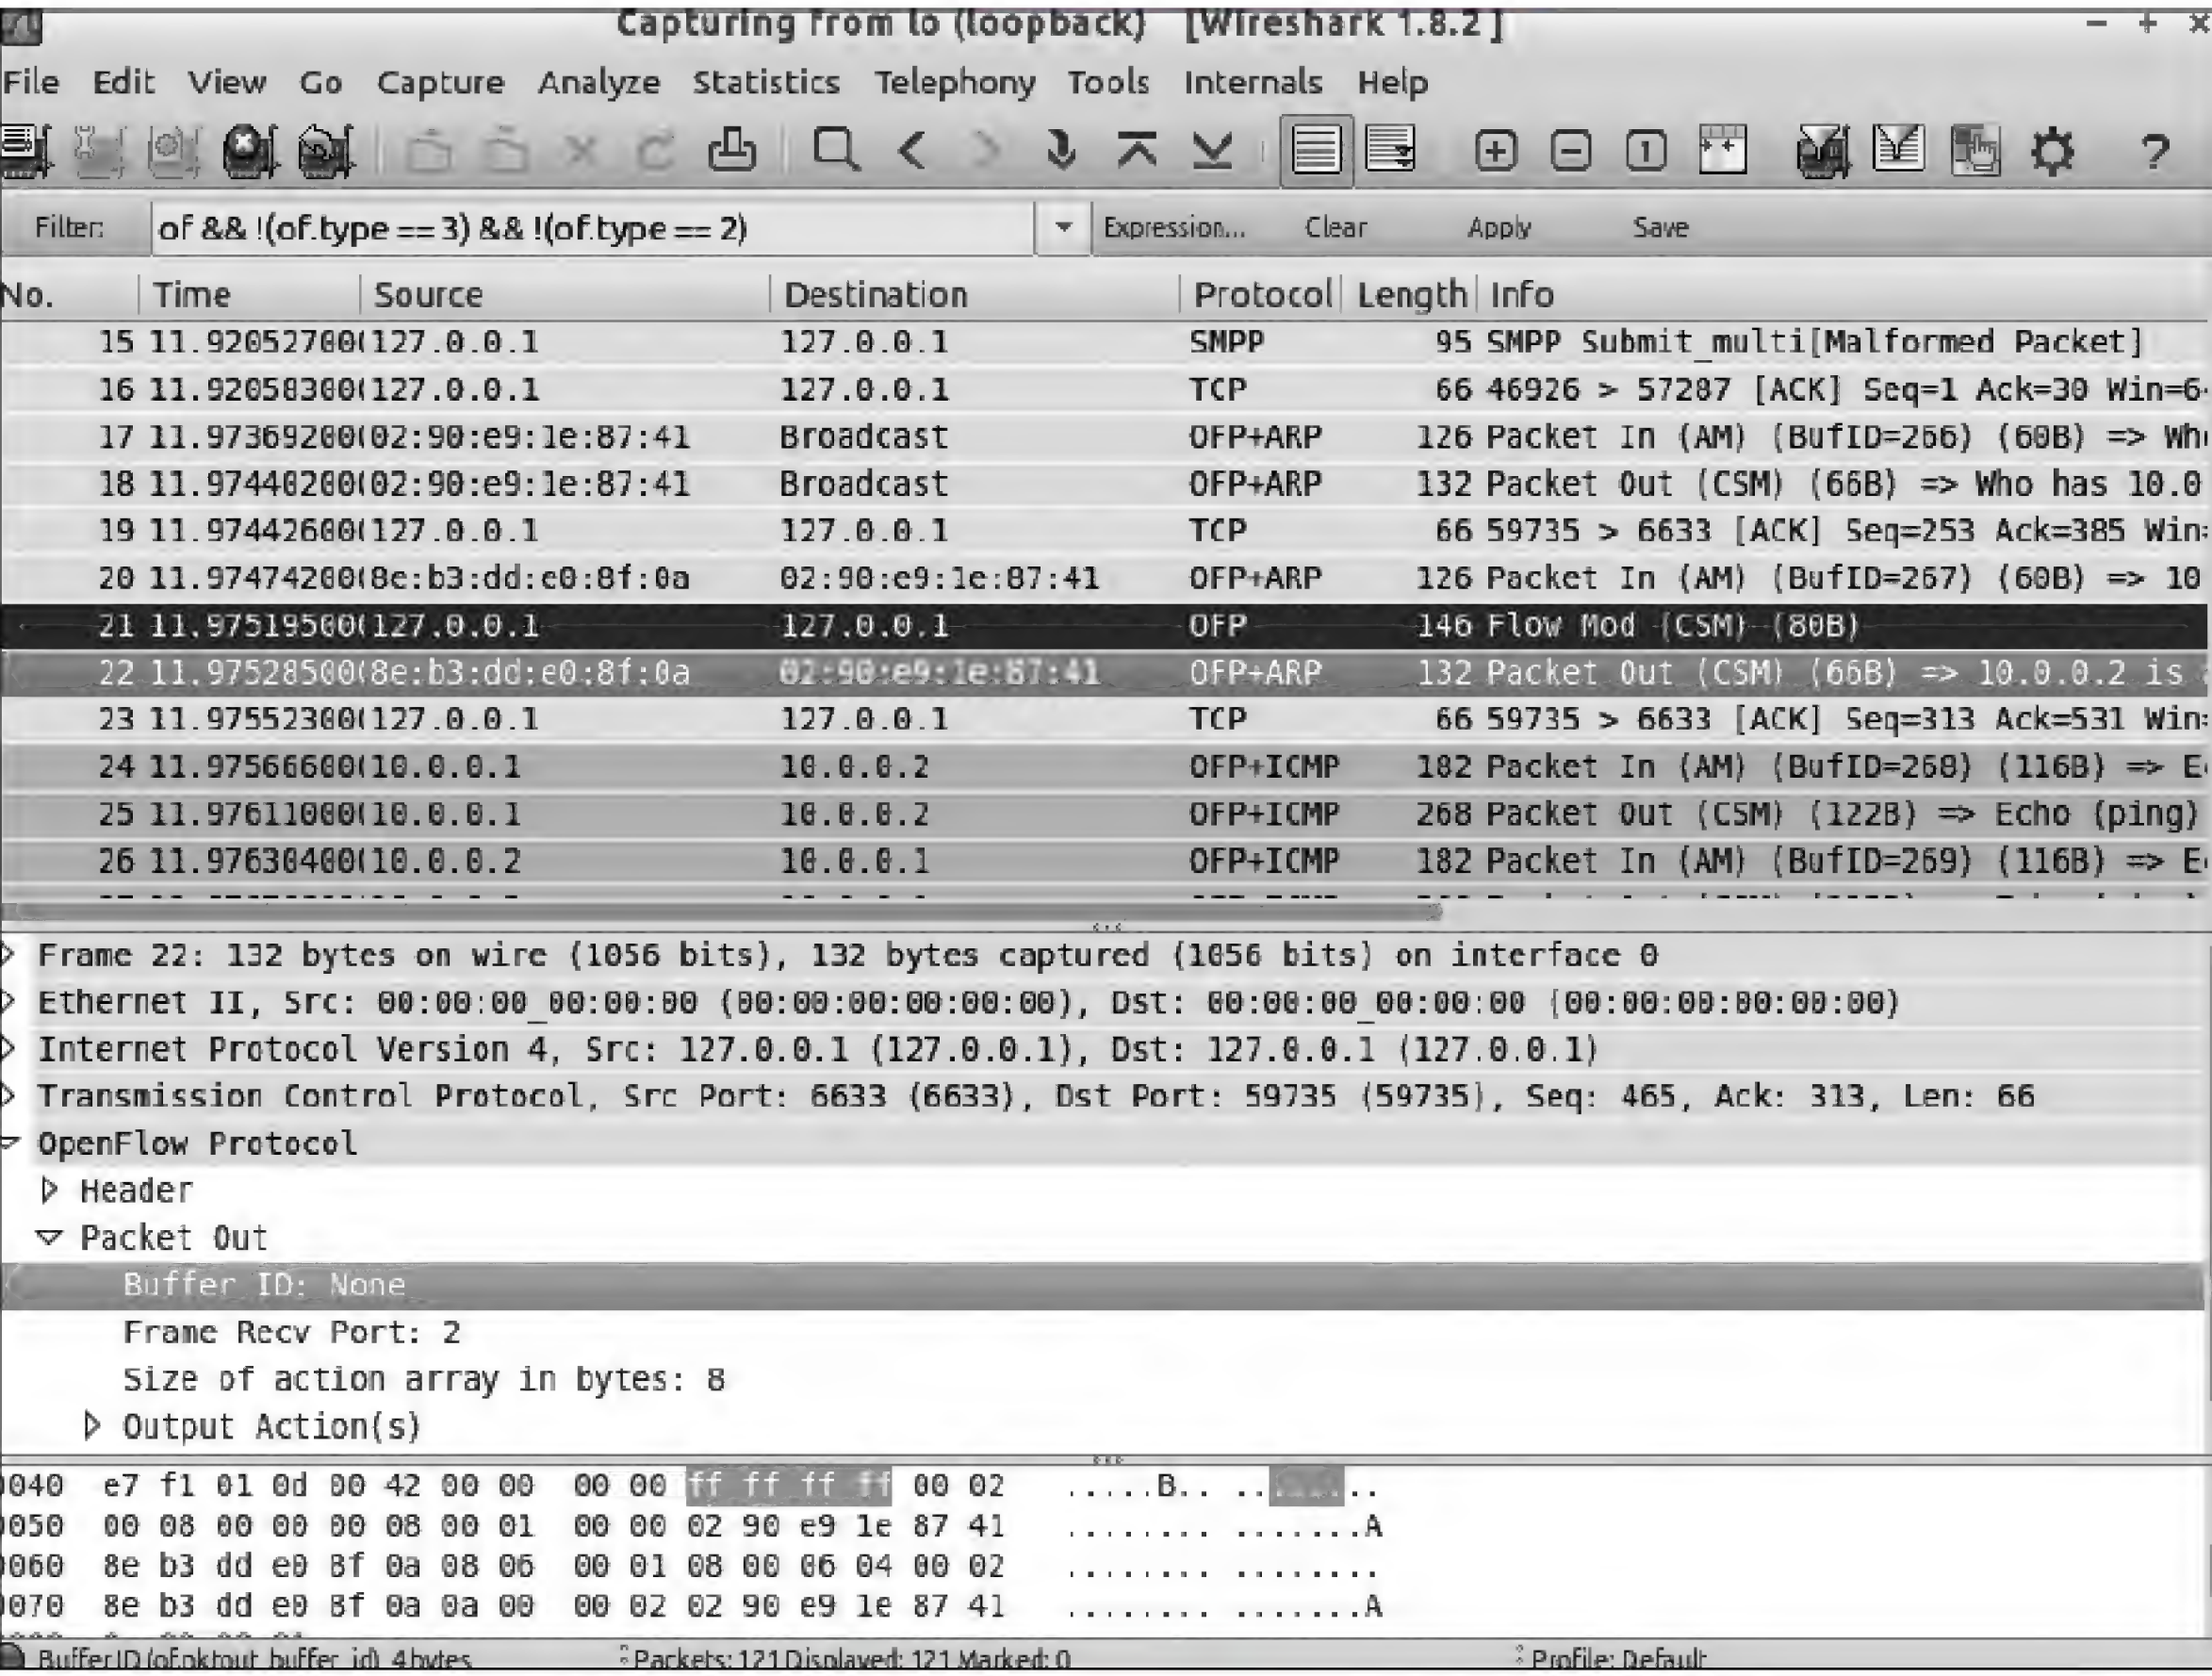 Capturing from lo (loopback) [Wireshark 1.8.2]
File Edit View Go Capture Analyze Statistics Telephony Tools Internals Help
Filter: of && !(of.type == 3) && !(of.type == 2) Expression... Clear Apply Save
No. Time Source Destination Protocol Length Info
15 11.920527000(127.0.0.1 127.0.0.1 SMPP 95 SMPP Submit_multi[Malformed Packet]
16 11.920583000(127.0.0.1 127.0.0.1 TCP 66 46926 > 57287 [ACK] Seq=1 Ack=30 Win=6
17 11.973692000(02:90:e9:1e:87:41 Broadcast OFP+ARP 126 Packet In (AM) (BufID=266) (60B) => Wh
18 11.974402000(02:90:e9:1e:87:41 Broadcast OFP+ARP 132 Packet Out (CSM) (66B) => Who has 10.0
19 11.974426000(127.0.0.1 127.0.0.1 TCP 66 59735 > 6633 [ACK] Seq=253 Ack=385 Win=
20 11.974742000(8e:b3:dd:e0:8f:0a 02:90:e9:1e:87:41 OFP+ARP 126 Packet In (AM) (BufID=267) (60B) => 10
21 11.975195000(127.0.0.1 127.0.0.1 OFP 146 Flow Mod (CSM) (80B)
22 11.975285000(8e:b3:dd:e0:8f:0a 02:90:e9:1e:87:41 OFP+ARP 132 Packet Out (CSM) (66B) => 10.0.0.2 is
23 11.975523000(127.0.0.1 127.0.0.1 TCP 66 59735 > 6633 [ACK] Seq=313 Ack=531 Win=
24 11.975666000(10.0.0.1 10.0.0.2 OFP+ICMP 182 Packet In (AM) (BufID=268) (116B) => E
25 11.976110000(10.0.0.1 10.0.0.2 OFP+ICMP 268 Packet Out (CSM) (122B) => Echo (ping)
26 11.976304000(10.0.0.2 10.0.0.1 OFP+ICMP 182 Packet In (AM) (BufID=269) (116B) => E
Frame 22: 132 bytes on wire (1056 bits), 132 bytes captured (1056 bits) on interface 0
Ethernet II, Src: 00:00:00_00:00:00 (00:00:00:00:00:00), Dst: 00:00:00_00:00:00 (00:00:00:00:00:00)
Internet Protocol Version 4, Src: 127.0.0.1 (127.0.0.1), Dst: 127.0.0.1 (127.0.0.1)
Transmission Control Protocol, Src Port: 6633 (6633), Dst Port: 59735 (59735), Seq: 465, Ack: 313, Len: 66
OpenFlow Protocol
Header
Packet Out
Buffer ID: None
Frame Recv Port: 2
Size of action array in bytes: 8
Output Action(s)
0040 e7 f1 01 0d 00 42 00 00 00 00 ff ff ff ff 00 02 .....B.. ........
0050 00 08 00 00 00 08 00 01 00 00 02 90 e9 1e 87 41 ........ .......A
0060 8e b3 dd e0 8f 0a 08 06 00 01 08 00 06 04 00 02 ........ ........
0070 8e b3 dd e0 8f 0a 0a 00 00 02 02 90 e9 1e 87 41 ........ .......A
Buffer ID (of.pktout_buffer_id), 4 bytes Packets: 121 Displayed: 121 Marked: 0 Profile: Default